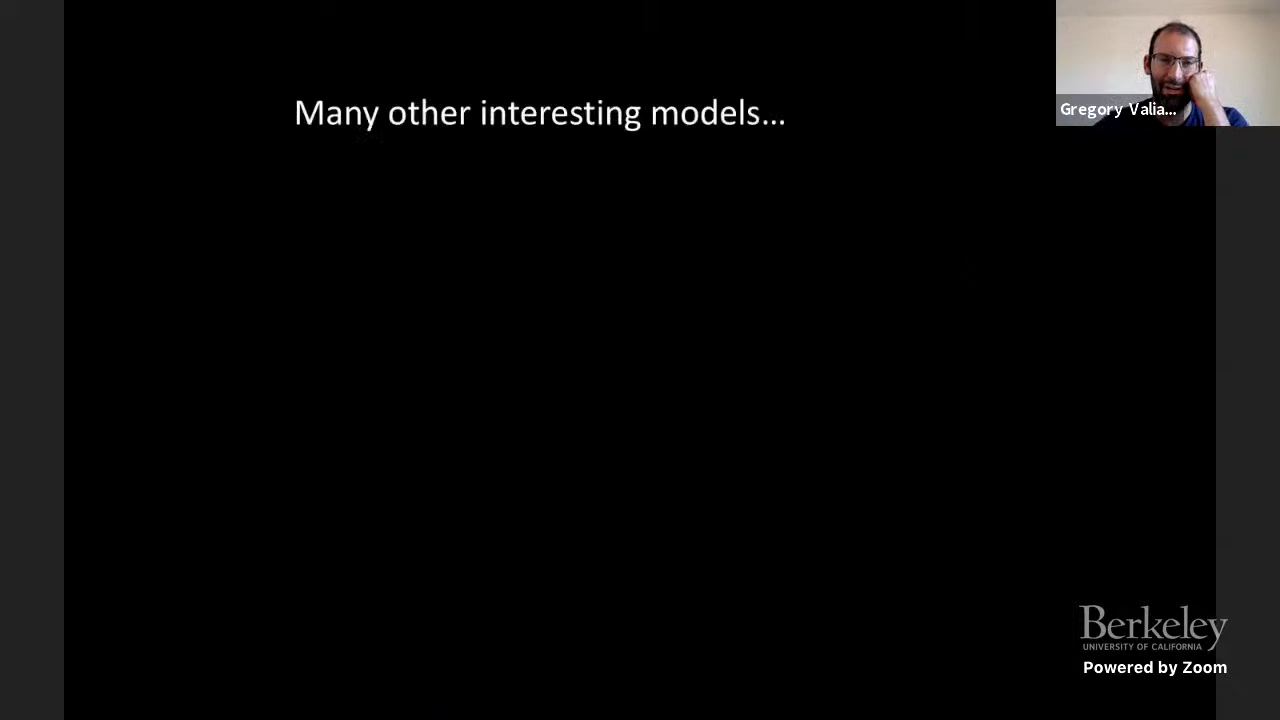 Many other interesting models...
Gregory Valia...
Berkeley
UNIVERSITY OF CALIFORNIA
Powered by Zoom